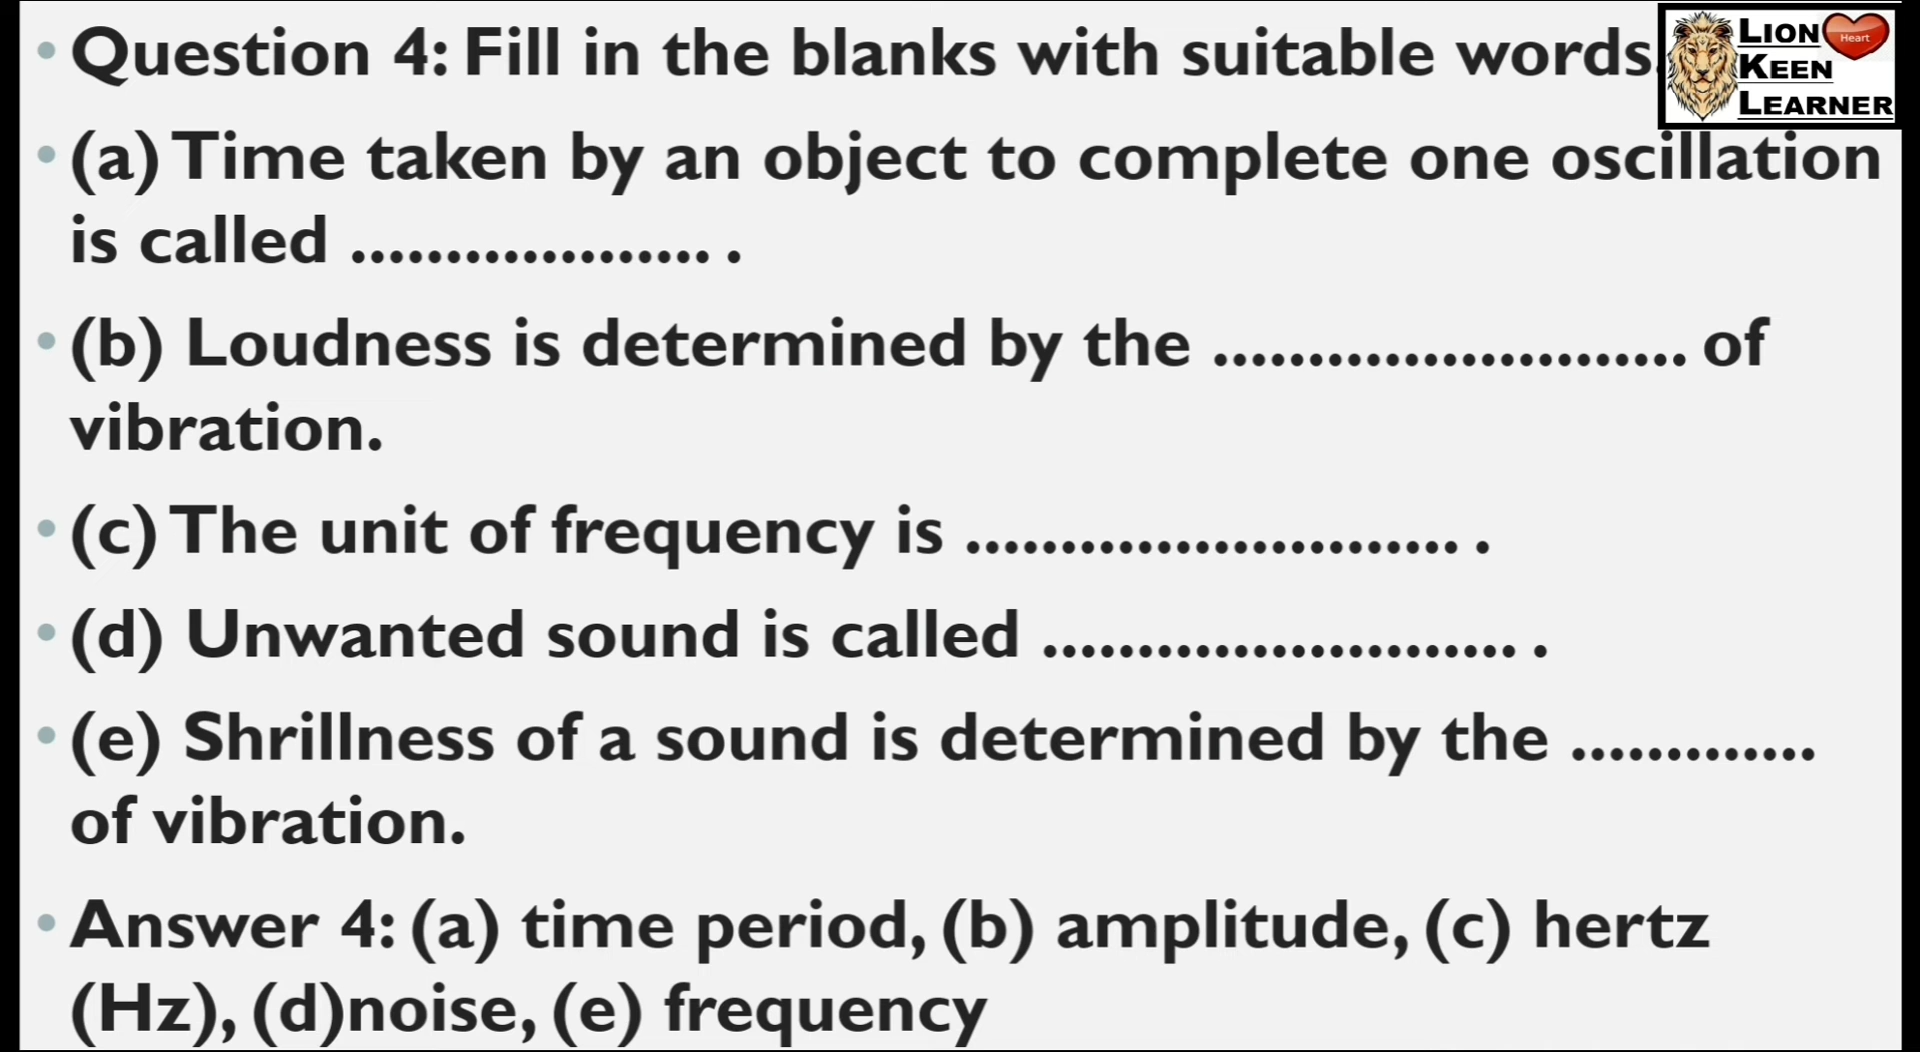 • Question 4: Fill in the blanks with suitable words.
LION Heart
KEEN
LEARNER
• (a) Time taken by an object to complete one oscillation
is called ................... .
• (b) Loudness is determined by the ......................... of
vibration.
• (c) The unit of frequency is .......................... .
• (d) Unwanted sound is called ......................... .
• (e) Shrillness of a sound is determined by the .............
of vibration.
• Answer 4: (a) time period, (b) amplitude, (c) hertz
(Hz), (d)noise, (e) frequency